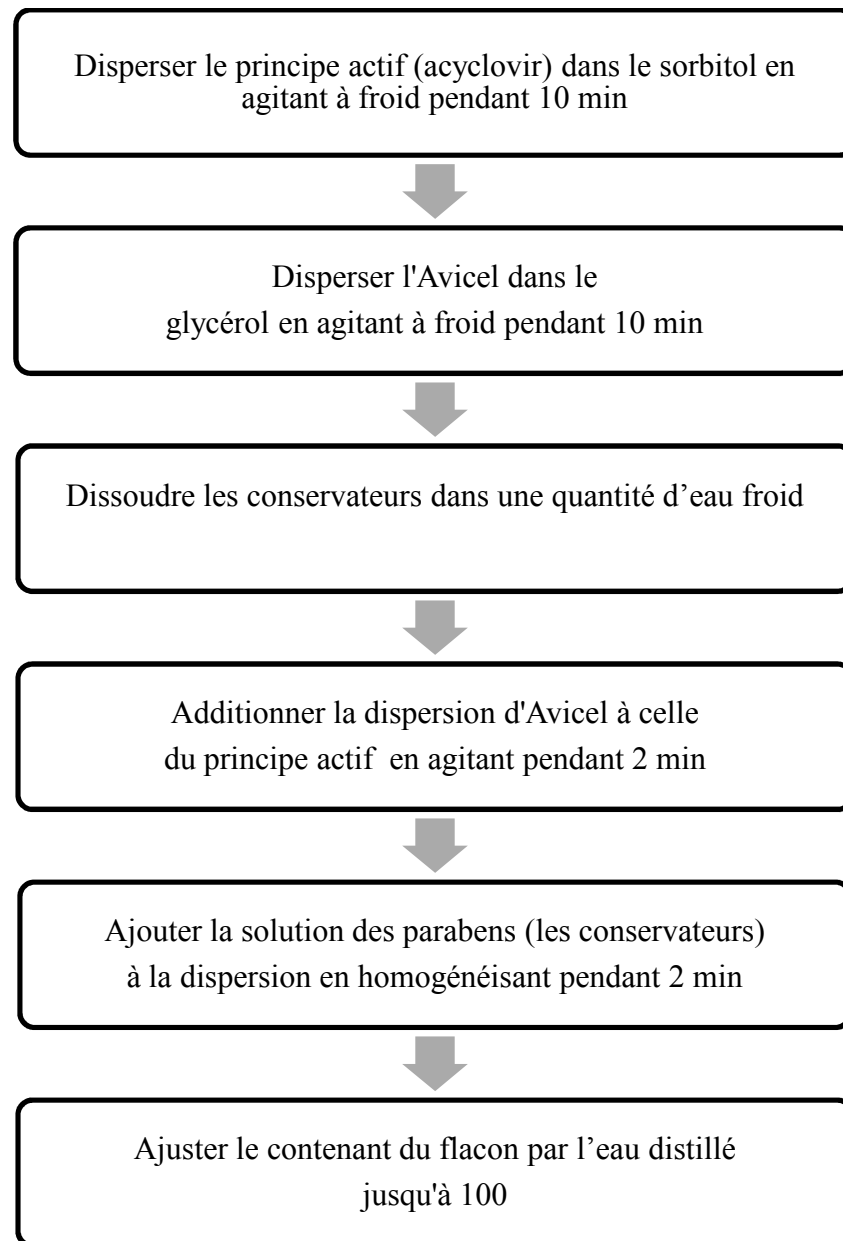 Disperser le principe actif (acyclovir) dans le sorbitol en
agitant à froid pendant 10 min
Disperser l'Avicel dans le
glycérol en agitant à froid pendant 10 min
Dissoudre les conservateurs dans une quantité d’eau froid
Additionner la dispersion d'Avicel à celle
du principe actif en agitant pendant 2 min
Ajouter la solution des parabens (les conservateurs)
à la dispersion en homogénéisant pendant 2 min
Ajuster le contenant du flacon par l’eau distillé
jusqu'à 100